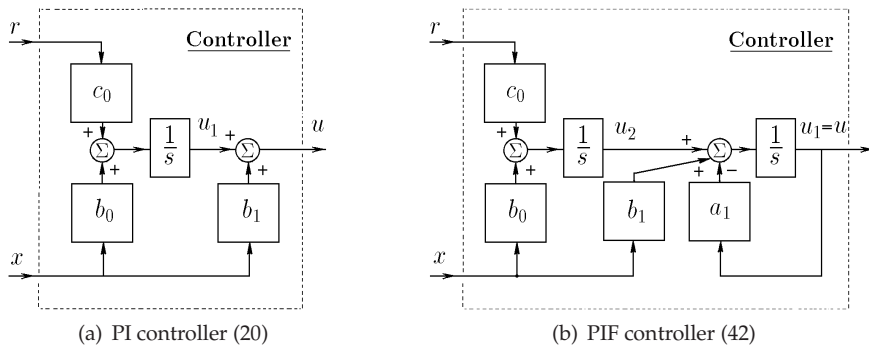 r
Controller
c₀
+
Σ
+
1/s
u₁
+
Σ
+
u
b₀
b₁
x
(a) PI controller (20)
r
Controller
c₀
+
Σ
+
1/s
u₂
+
Σ
+
−
1/s
u₁=u
b₀
b₁
a₁
x
(b) PIF controller (42)